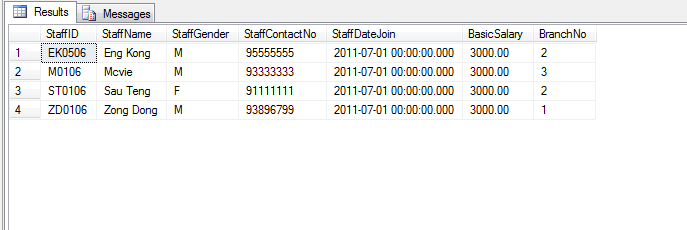 Results Messages
StaffID StaffName StaffGender StaffContactNo StaffDateJoin BasicSalary BranchNo
1 EK0506 Eng Kong M 95555555 2011-07-01 00:00:00.000 3000.00 2
2 M0106 Mcvie M 93333333 2011-07-01 00:00:00.000 3000.00 3
3 ST0106 Sau Teng F 91111111 2011-07-01 00:00:00.000 3000.00 2
4 ZD0106 Zong Dong M 93896799 2011-07-01 00:00:00.000 3000.00 1